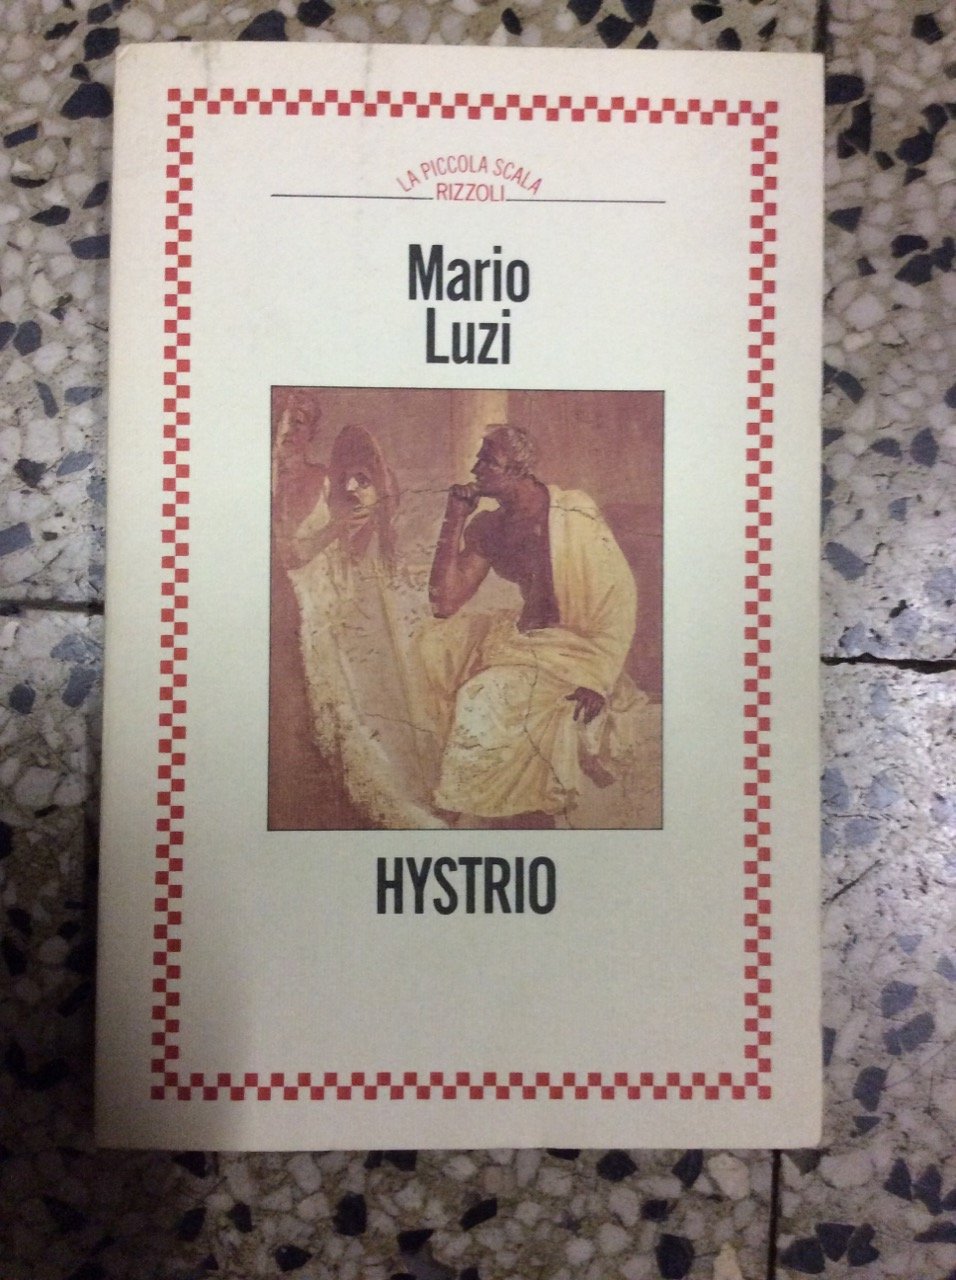 LA PICCOLA SCALA
RIZZOLI
Mario
Luzi
HYSTRIO